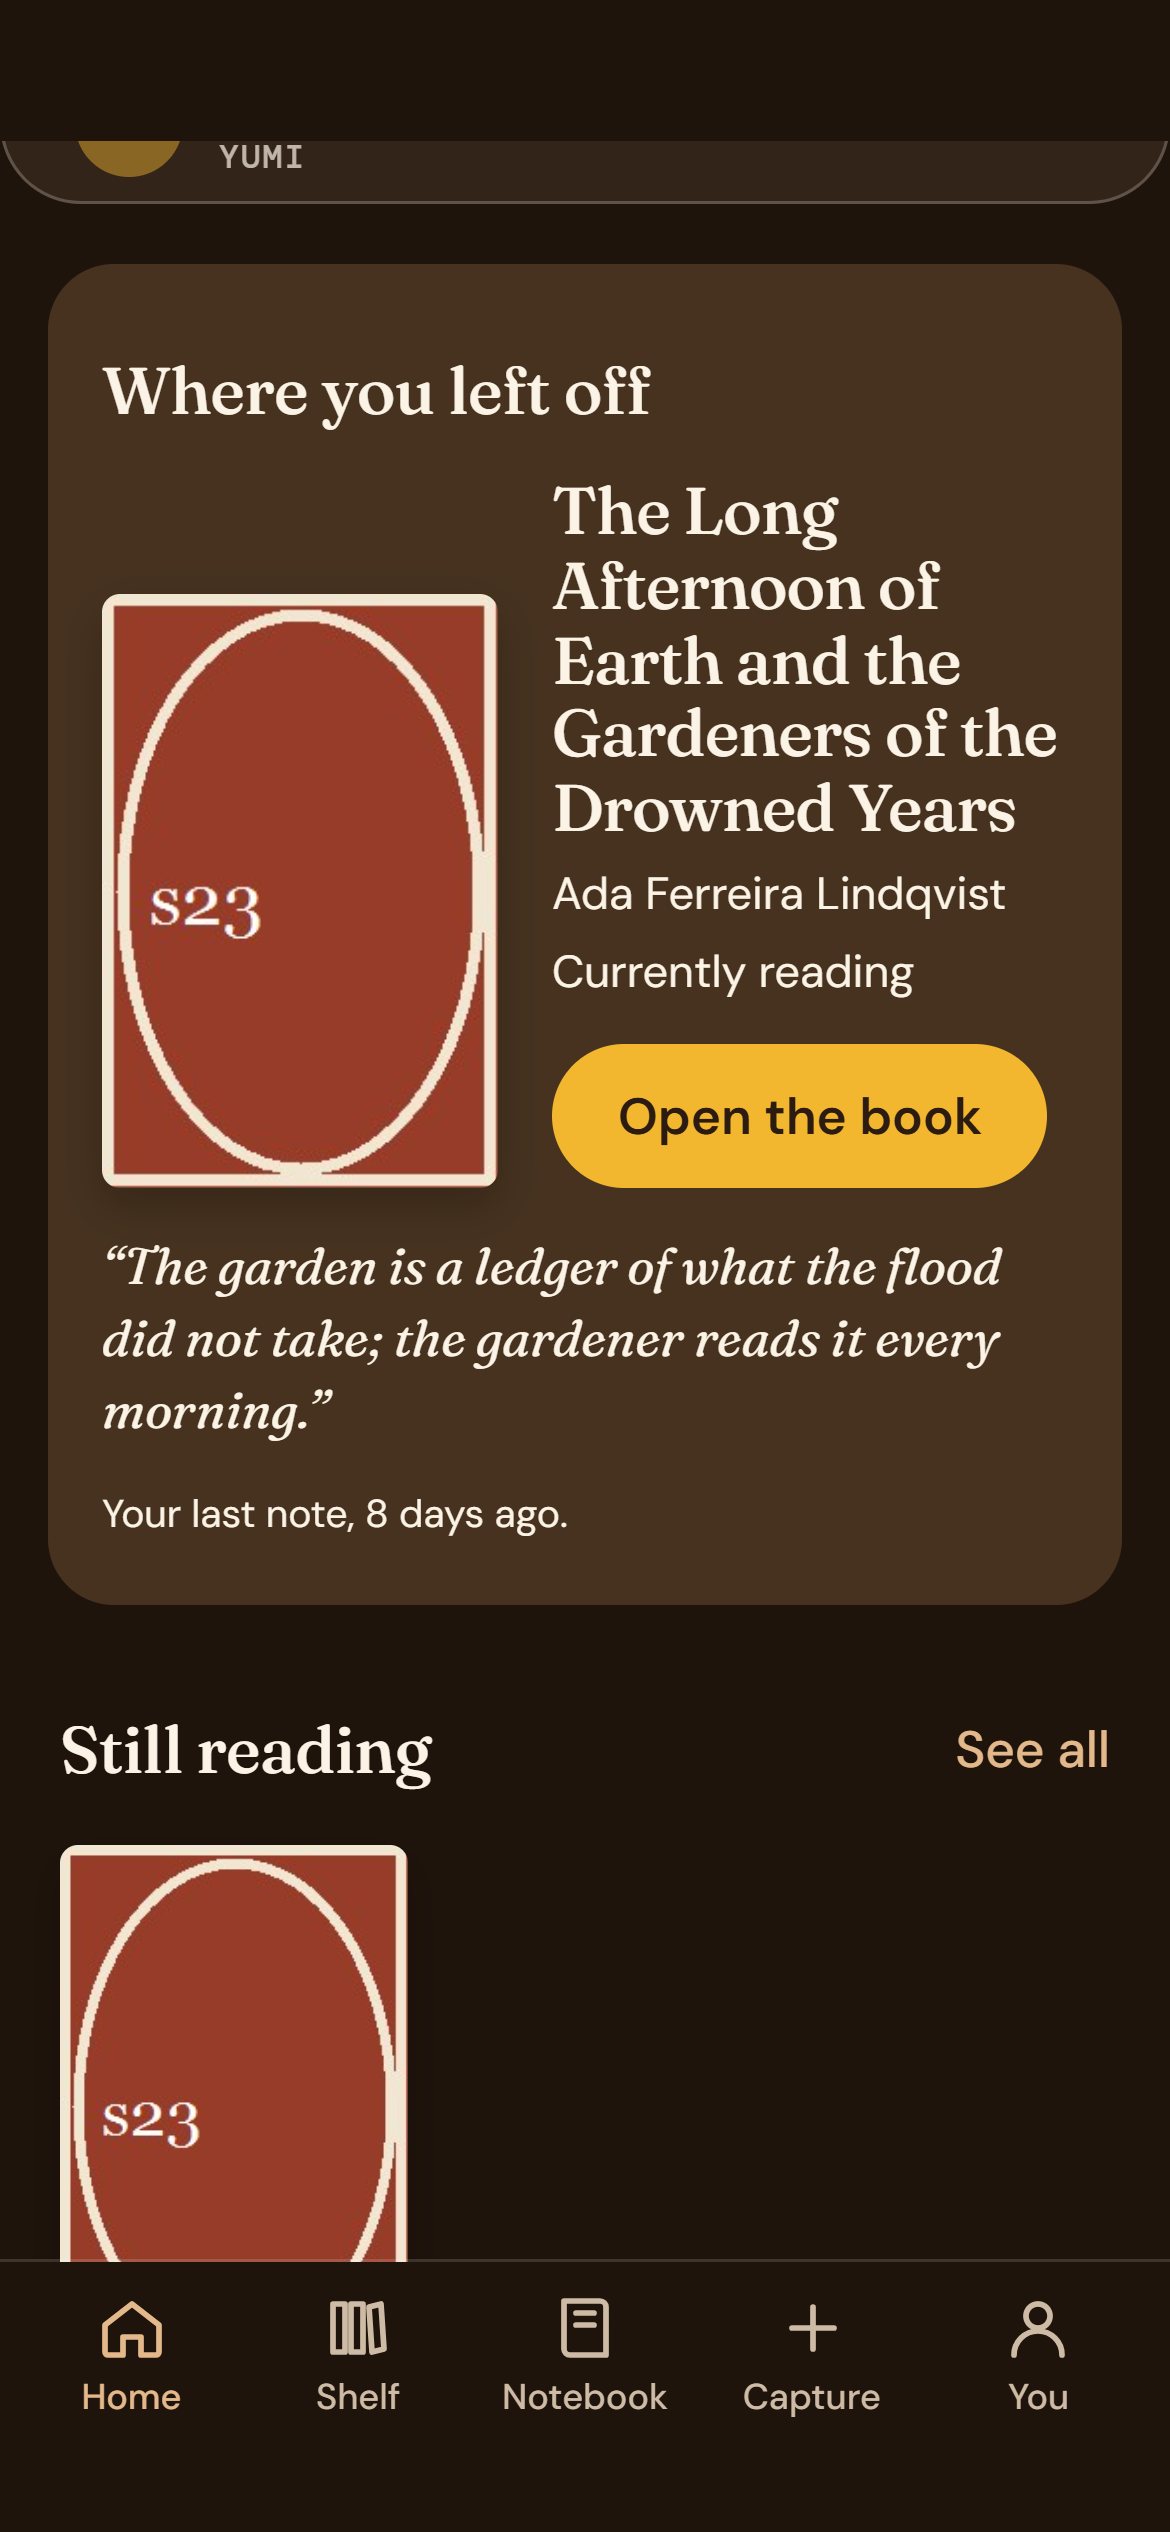 YUMI
Where you left off
The Long
Afternoon of
Earth and the
Gardeners of the
Drowned Years
Ada Ferreira Lindqvist
Currently reading
s23
Open the book
“The garden is a ledger of what the flood
did not take; the gardener reads it every
morning.”
Your last note, 8 days ago.
Still reading
See all
s23
Home
Shelf
Notebook
Capture
You